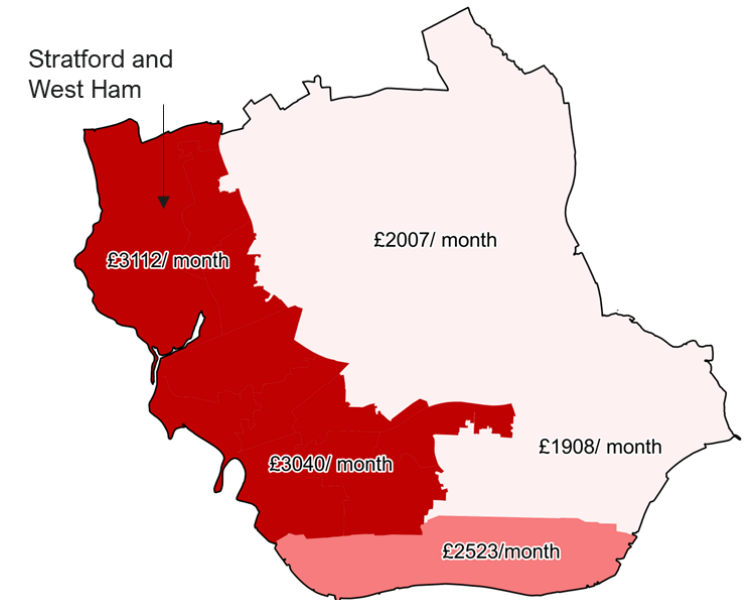 Stratford and
West Ham
£2007/ month
£3112/ month
£1908/ month
£3040/ month
£2523/month